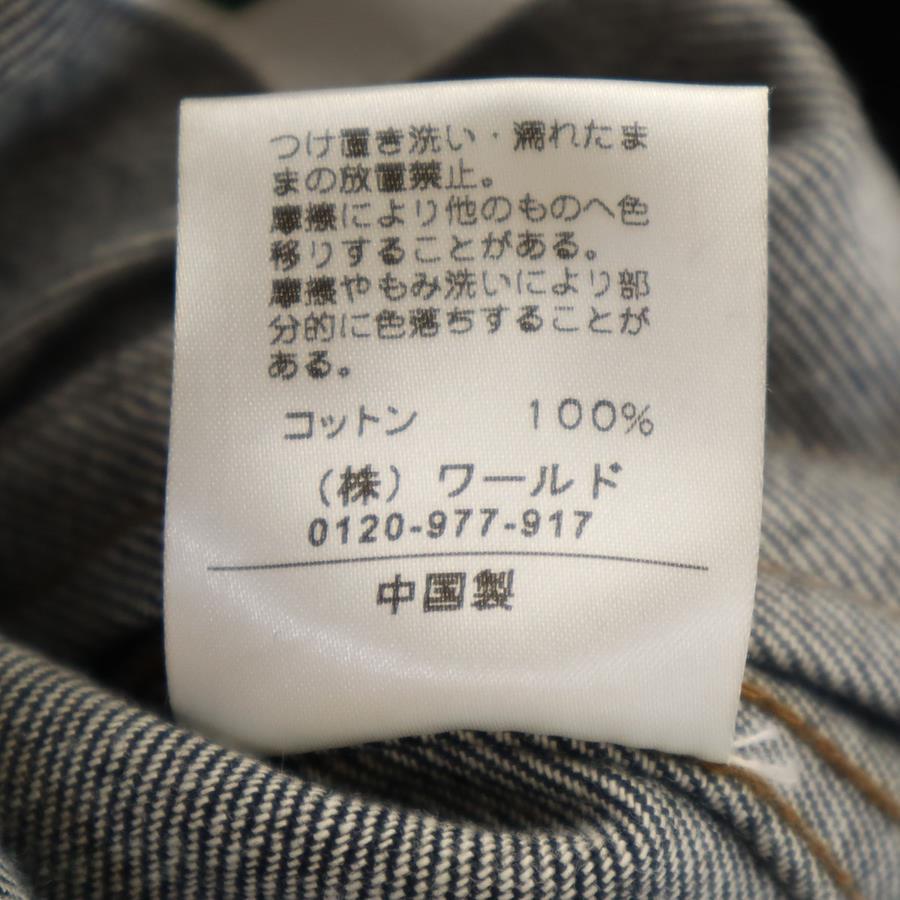 つけ置き洗い・濡れたま
まの放置禁止。
摩擦により他のものへ色
移りすることがある。
摩擦やもみ洗いにより部
分的に色落ちすることが
ある。
コットン 100%
（株）ワールド
0120-977-917
中国製